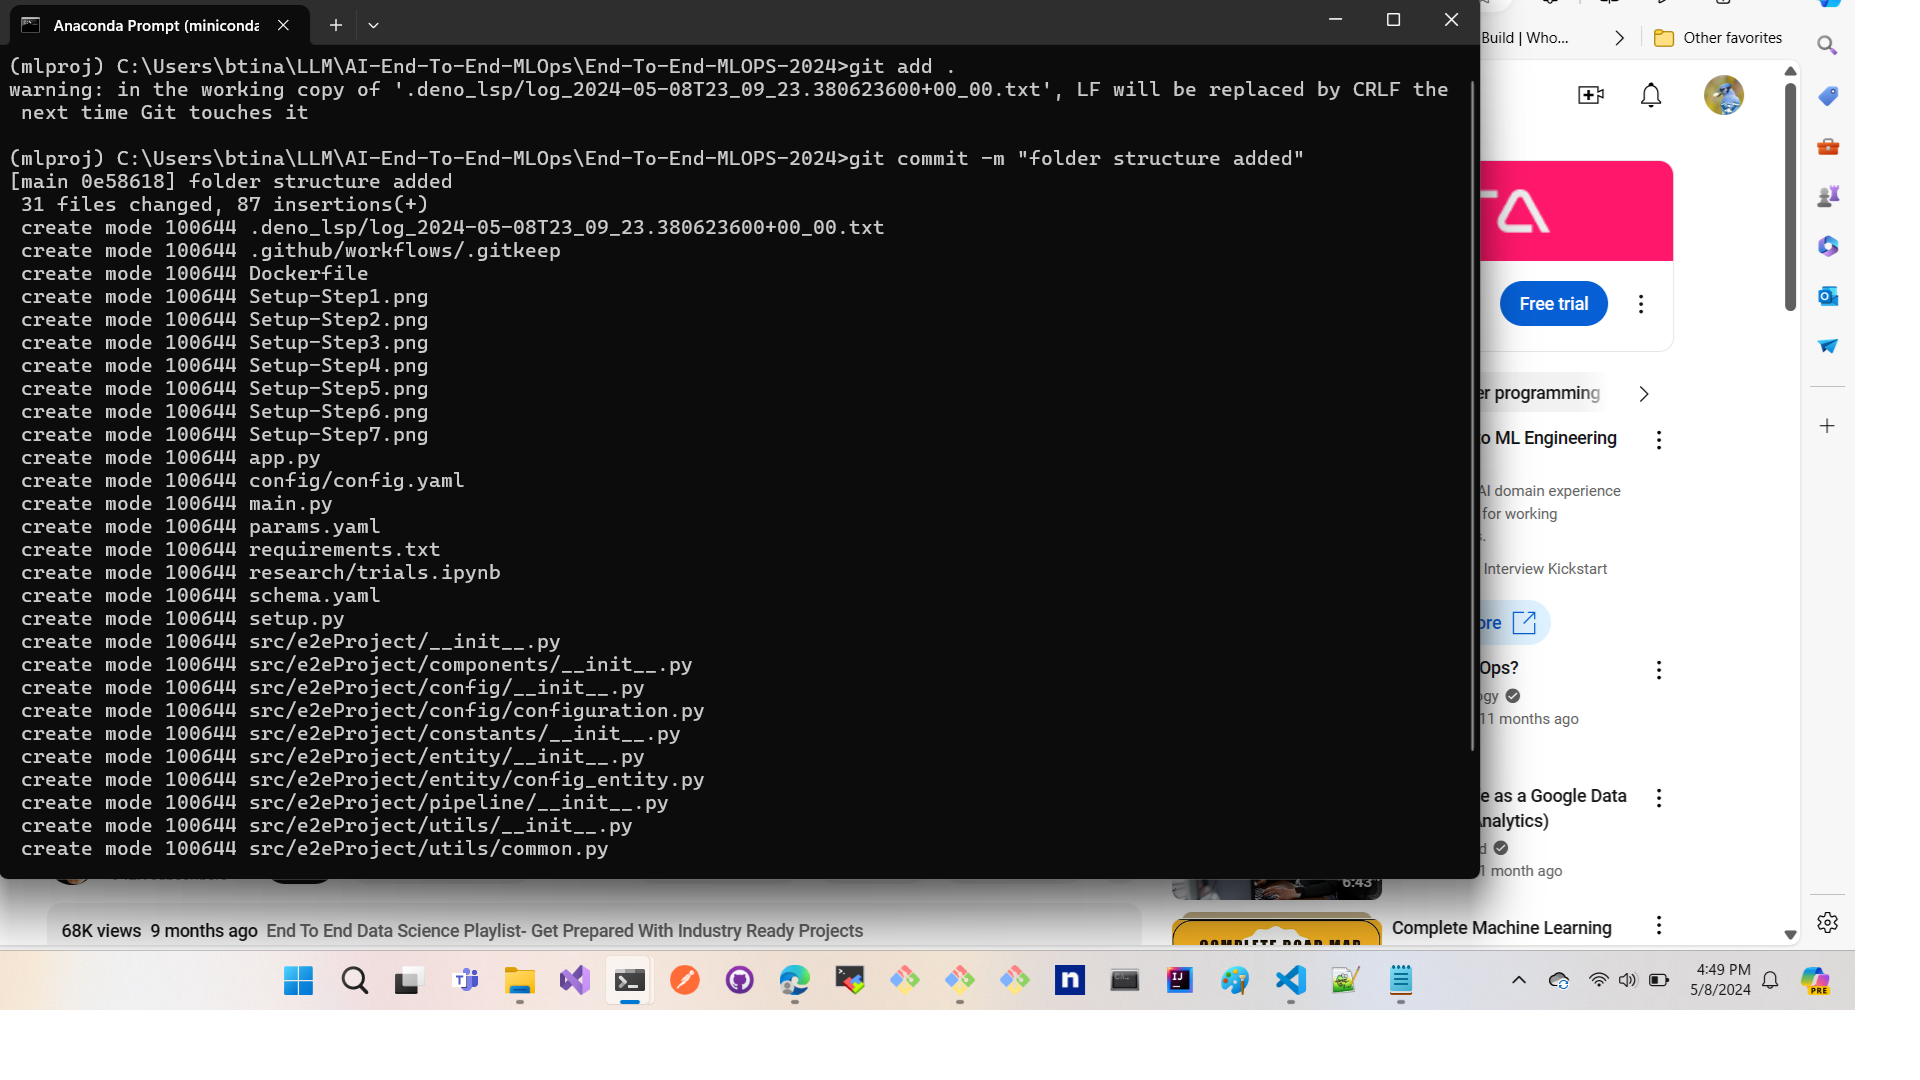 Anaconda Prompt (miniconda
(mlproj) C:\Users\btina\LLM\AI-End-To-End-MLOps\End-To-End-MLOPS-2024>git add .
warning: in the working copy of '.deno_lsp/log_2024-05-08T23_09_23.380623600+00_00.txt', LF will be replaced by CRLF the
next time Git touches it
(mlproj) C:\Users\btina\LLM\AI-End-To-End-MLOps\End-To-End-MLOPS-2024>git commit -m "folder structure added"
[main 0e58618] folder structure added
31 files changed, 87 insertions(+)
create mode 100644 .deno_lsp/log_2024-05-08T23_09_23.380623600+00_00.txt
create mode 100644 .github/workflows/.gitkeep
create mode 100644 Dockerfile
create mode 100644 Setup-Step1.png
create mode 100644 Setup-Step2.png
create mode 100644 Setup-Step3.png
create mode 100644 Setup-Step4.png
create mode 100644 Setup-Step5.png
create mode 100644 Setup-Step6.png
create mode 100644 Setup-Step7.png
create mode 100644 app.py
create mode 100644 config/config.yaml
create mode 100644 main.py
create mode 100644 params.yaml
create mode 100644 requirements.txt
create mode 100644 research/trials.ipynb
create mode 100644 schema.yaml
create mode 100644 setup.py
create mode 100644 src/e2eProject/__init__.py
create mode 100644 src/e2eProject/components/__init__.py
create mode 100644 src/e2eProject/config/__init__.py
create mode 100644 src/e2eProject/config/configuration.py
create mode 100644 src/e2eProject/constants/__init__.py
create mode 100644 src/e2eProject/entity/__init__.py
create mode 100644 src/e2eProject/entity/config_entity.py
create mode 100644 src/e2eProject/pipeline/__init__.py
create mode 100644 src/e2eProject/utils/__init__.py
create mode 100644 src/e2eProject/utils/common.py
Build | Who...
Other favorites
TA
Free trial
er programming
o ML Engineering
AI domain experience
for working
s.
Interview Kickstart
ore
Ops?
ogy
11 months ago
e as a Google Data
Analytics)
d
1 month ago
6:43
68K views 9 months ago End To End Data Science Playlist- Get Prepared With Industry Ready Projects
COMPLETE ROAD MAP
Complete Machine Learning
4:49 PM
5/8/2024
PRE